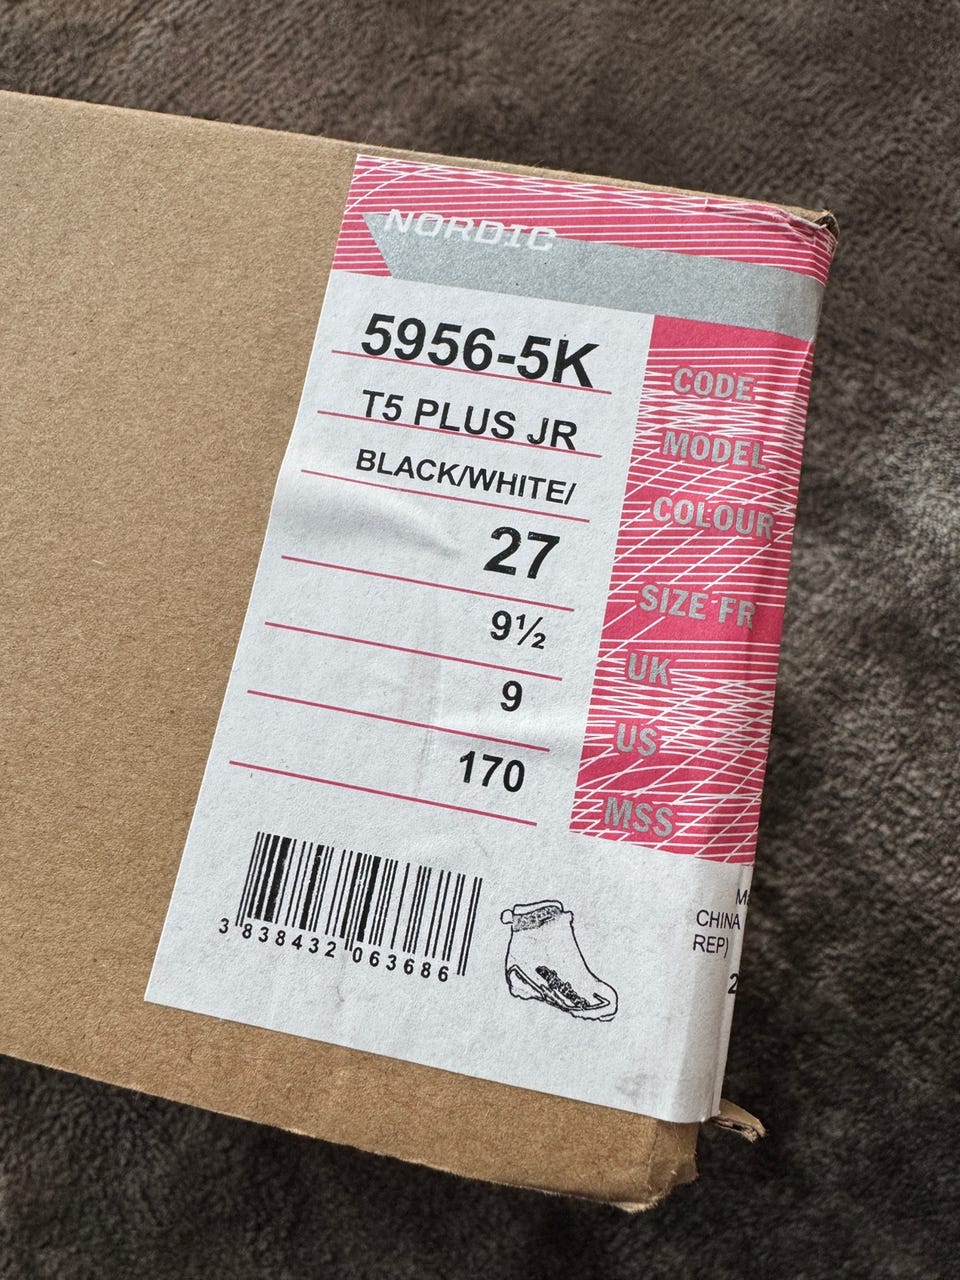 NORDIC
5956-5K CODE
T5 PLUS JR MODEL
BLACK/WHITE/ COLOUR
27 SIZE FR
9½ UK
9 US
170 MSS
3 838432 063686
CHINA
REP)